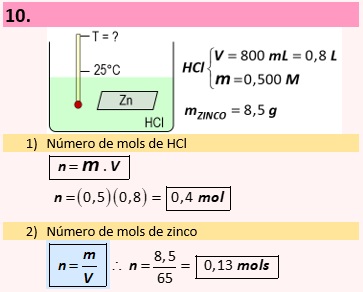 10.
T = ?
25°C
Zn
HCl
HCl { V = 800 mL = 0,8 L
m = 0,500 M
m_ZINCO = 8,5 g
1) Número de mols de HCl
n = m . V
n = (0,5)(0,8) = 0,4 mol
2) Número de mols de zinco
n = m/V ∴ n = 8,5/65 = 0,13 mols